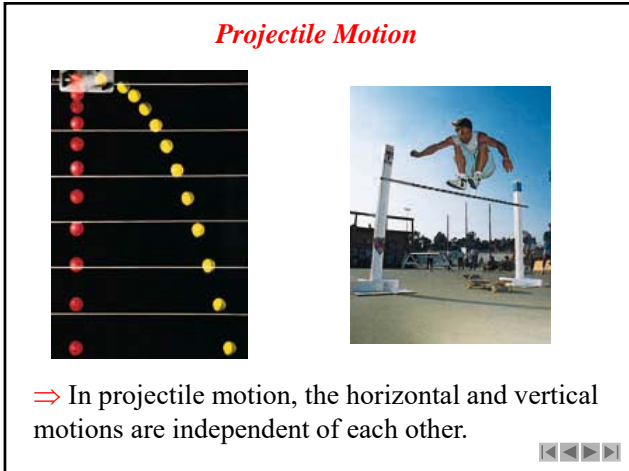 Projectile Motion
⇒ In projectile motion, the horizontal and vertical
motions are independent of each other.